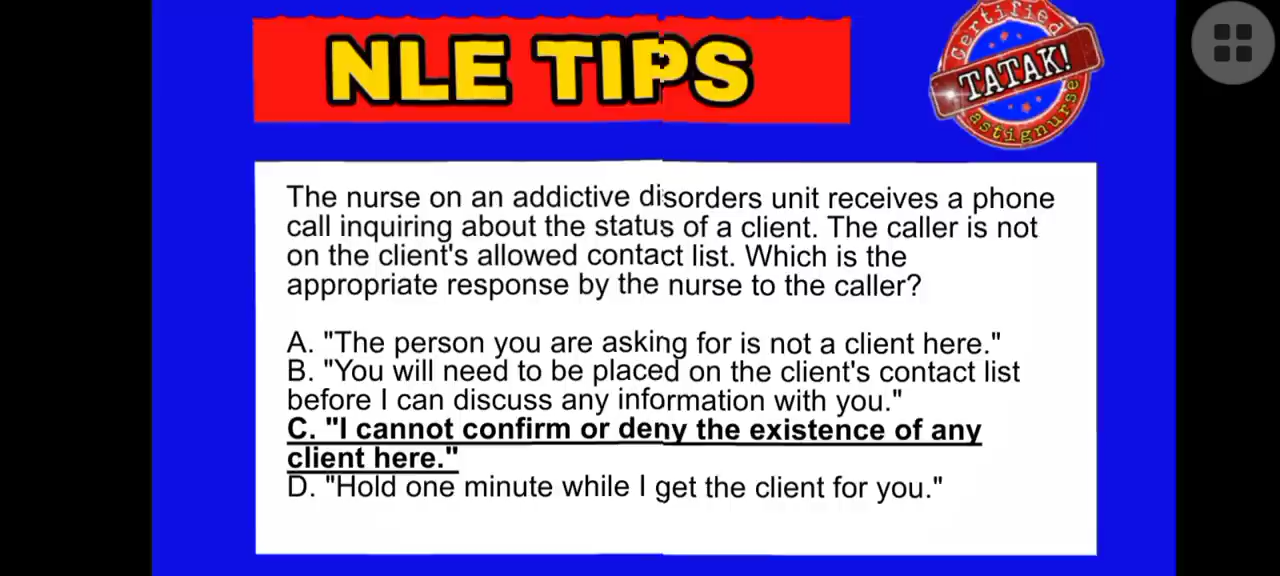 NLE TIPS
Certified
TATAK!
astignurse
The nurse on an addictive disorders unit receives a phone
call inquiring about the status of a client. The caller is not
on the client's allowed contact list. Which is the
appropriate response by the nurse to the caller?
A. "The person you are asking for is not a client here."
B. "You will need to be placed on the client's contact list
before I can discuss any information with you."
C. "I cannot confirm or deny the existence of any
client here."
D. "Hold one minute while I get the client for you."